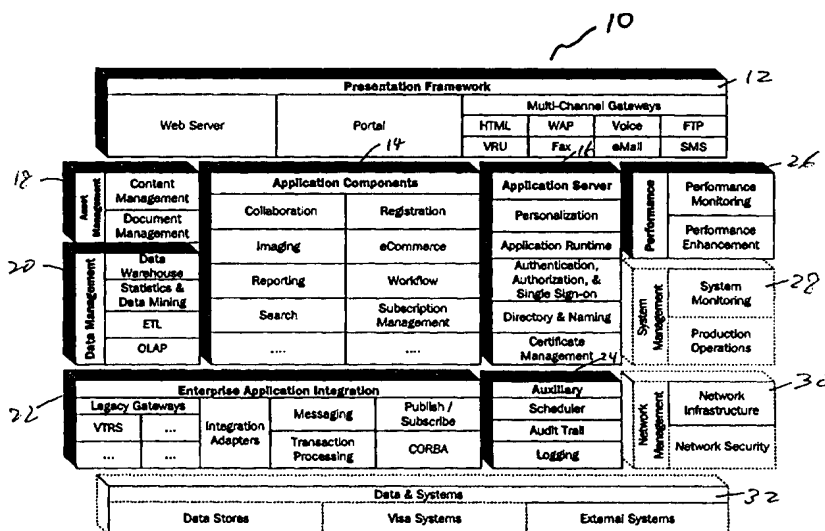 10
12
Presentation Framework
Web Server
Portal
Multi-Channel Gateways
HTML WAP Voice FTP
VRU Fax eMail SMS
14
16
18
Asset Management
Content Management
Document Management
20
Data Management
Data Warehouse
Statistics & Data Mining
ETL
OLAP
Application Components
Collaboration Registration
Imaging eCommerce
Reporting Workflow
Search Subscription Management
.... ....
Application Server
Personalization
Application Runtime
Authentication, Authorization, & Single Sign-on
Directory & Naming
Certificate Management
26
Performance
Performance Monitoring
Performance Enhancement
28
System Management
System Monitoring
Production Operations
22
Enterprise Application Integration
Legacy Gateways
VTRS ...
... ...
Integration Adapters
Messaging
Transaction Processing
Publish / Subscribe
CORBA
24
Auxiliary
Scheduler
Audit Trail
Logging
30
Network Management
Network Infrastructure
Network Security
32
Data & Systems
Data Stores Visa Systems External Systems